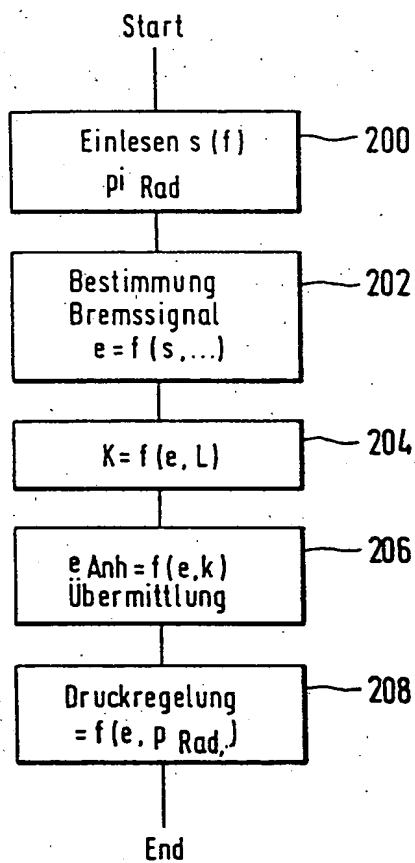 Start
Einlesen s (f)
pi Rad
200
Bestimmung
Bremssignal
e = f (s, ...)
202
K = f (e, L)
204
e Anh = f (e, k)
Übermittlung
206
Druckregelung
= f (e, p Rad, .)
208
End